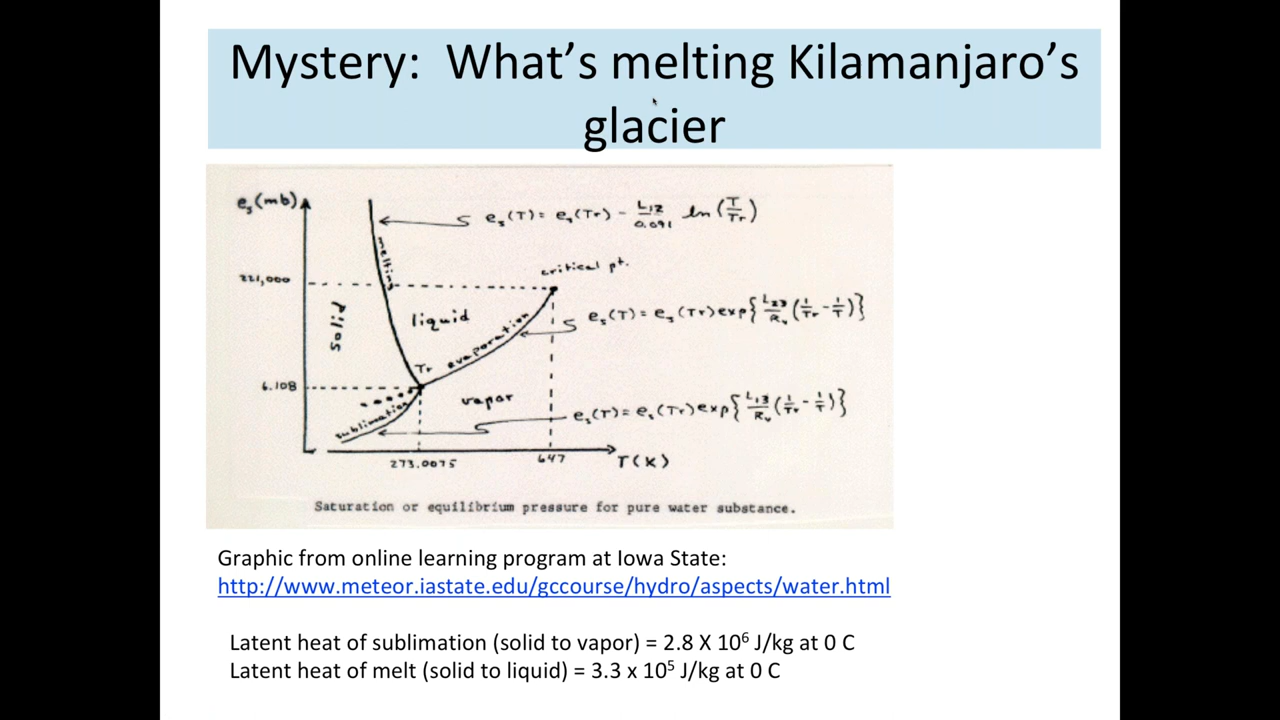 Mystery:  What's melting Kilamanjaro's
glacier
eₛ(mb)
eₛ(T) = eₛ(Tr) - L12/0.091 ln(T/Tr)
melting
critical pt.
221,000
Solid
liquid
evaporation
eₛ(T) = eₛ(Tr) exp{L23/Rᵥ (1/Tr - 1/T)}
Tr
6.108
vapor
sublimation
eₛ(T) = eₛ(Tr) exp{L13/Rᵥ (1/Tr - 1/T)}
273.0075
647
T(K)
Saturation or equilibrium pressure for pure water substance.
Graphic from online learning program at Iowa State:
http://www.meteor.iastate.edu/gccourse/hydro/aspects/water.html
Latent heat of sublimation (solid to vapor) = 2.8 X 10⁶ J/kg at 0 C
Latent heat of melt (solid to liquid) = 3.3 x 10⁵ J/kg at 0 C